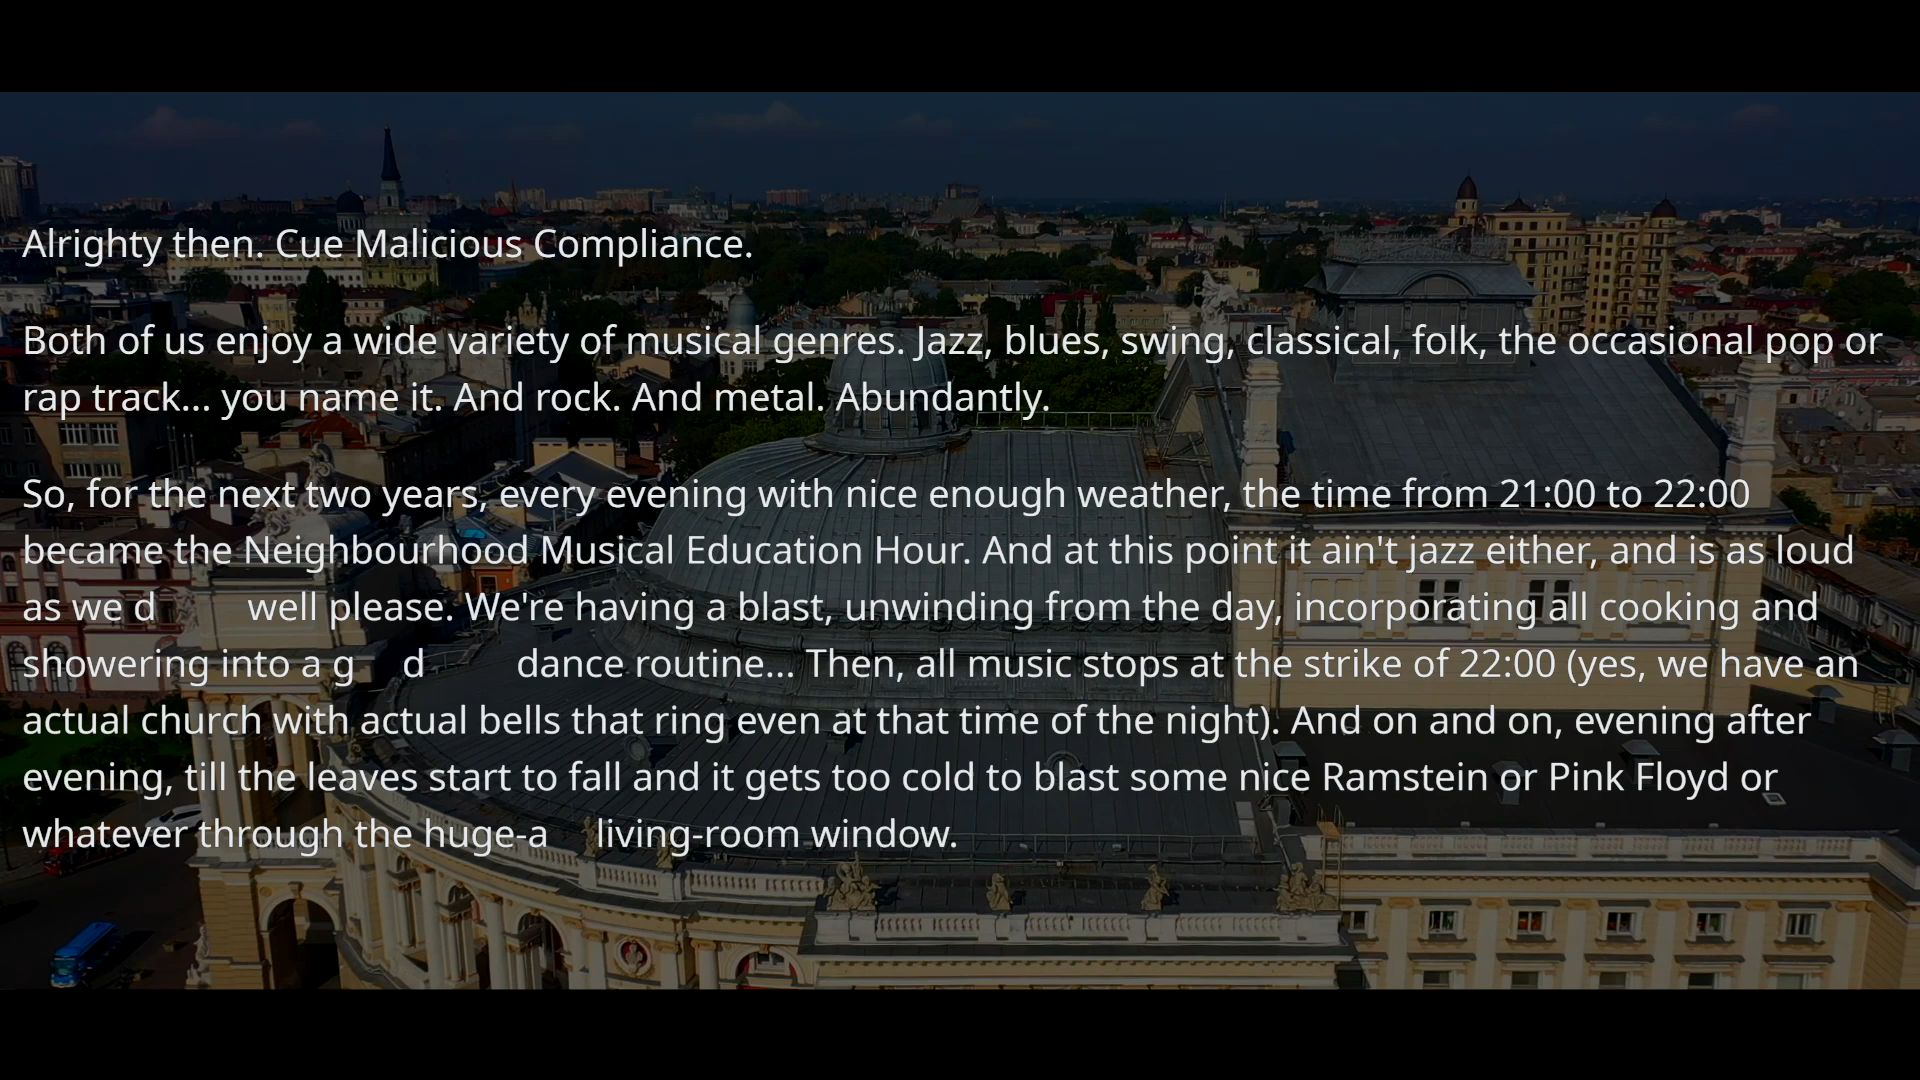 Alrighty then. Cue Malicious Compliance.
Both of us enjoy a wide variety of musical genres. Jazz, blues, swing, classical, folk, the occasional pop or
rap track... you name it. And rock. And metal. Abundantly.
So, for the next two years, every evening with nice enough weather, the time from 21:00 to 22:00
became the Neighbourhood Musical Education Hour. And at this point it ain't jazz either, and is as loud
as we d well please. We're having a blast, unwinding from the day, incorporating all cooking and
showering into a g d dance routine... Then, all music stops at the strike of 22:00 (yes, we have an
actual church with actual bells that ring even at that time of the night). And on and on, evening after
evening, till the leaves start to fall and it gets too cold to blast some nice Ramstein or Pink Floyd or
whatever through the huge-a living-room window.